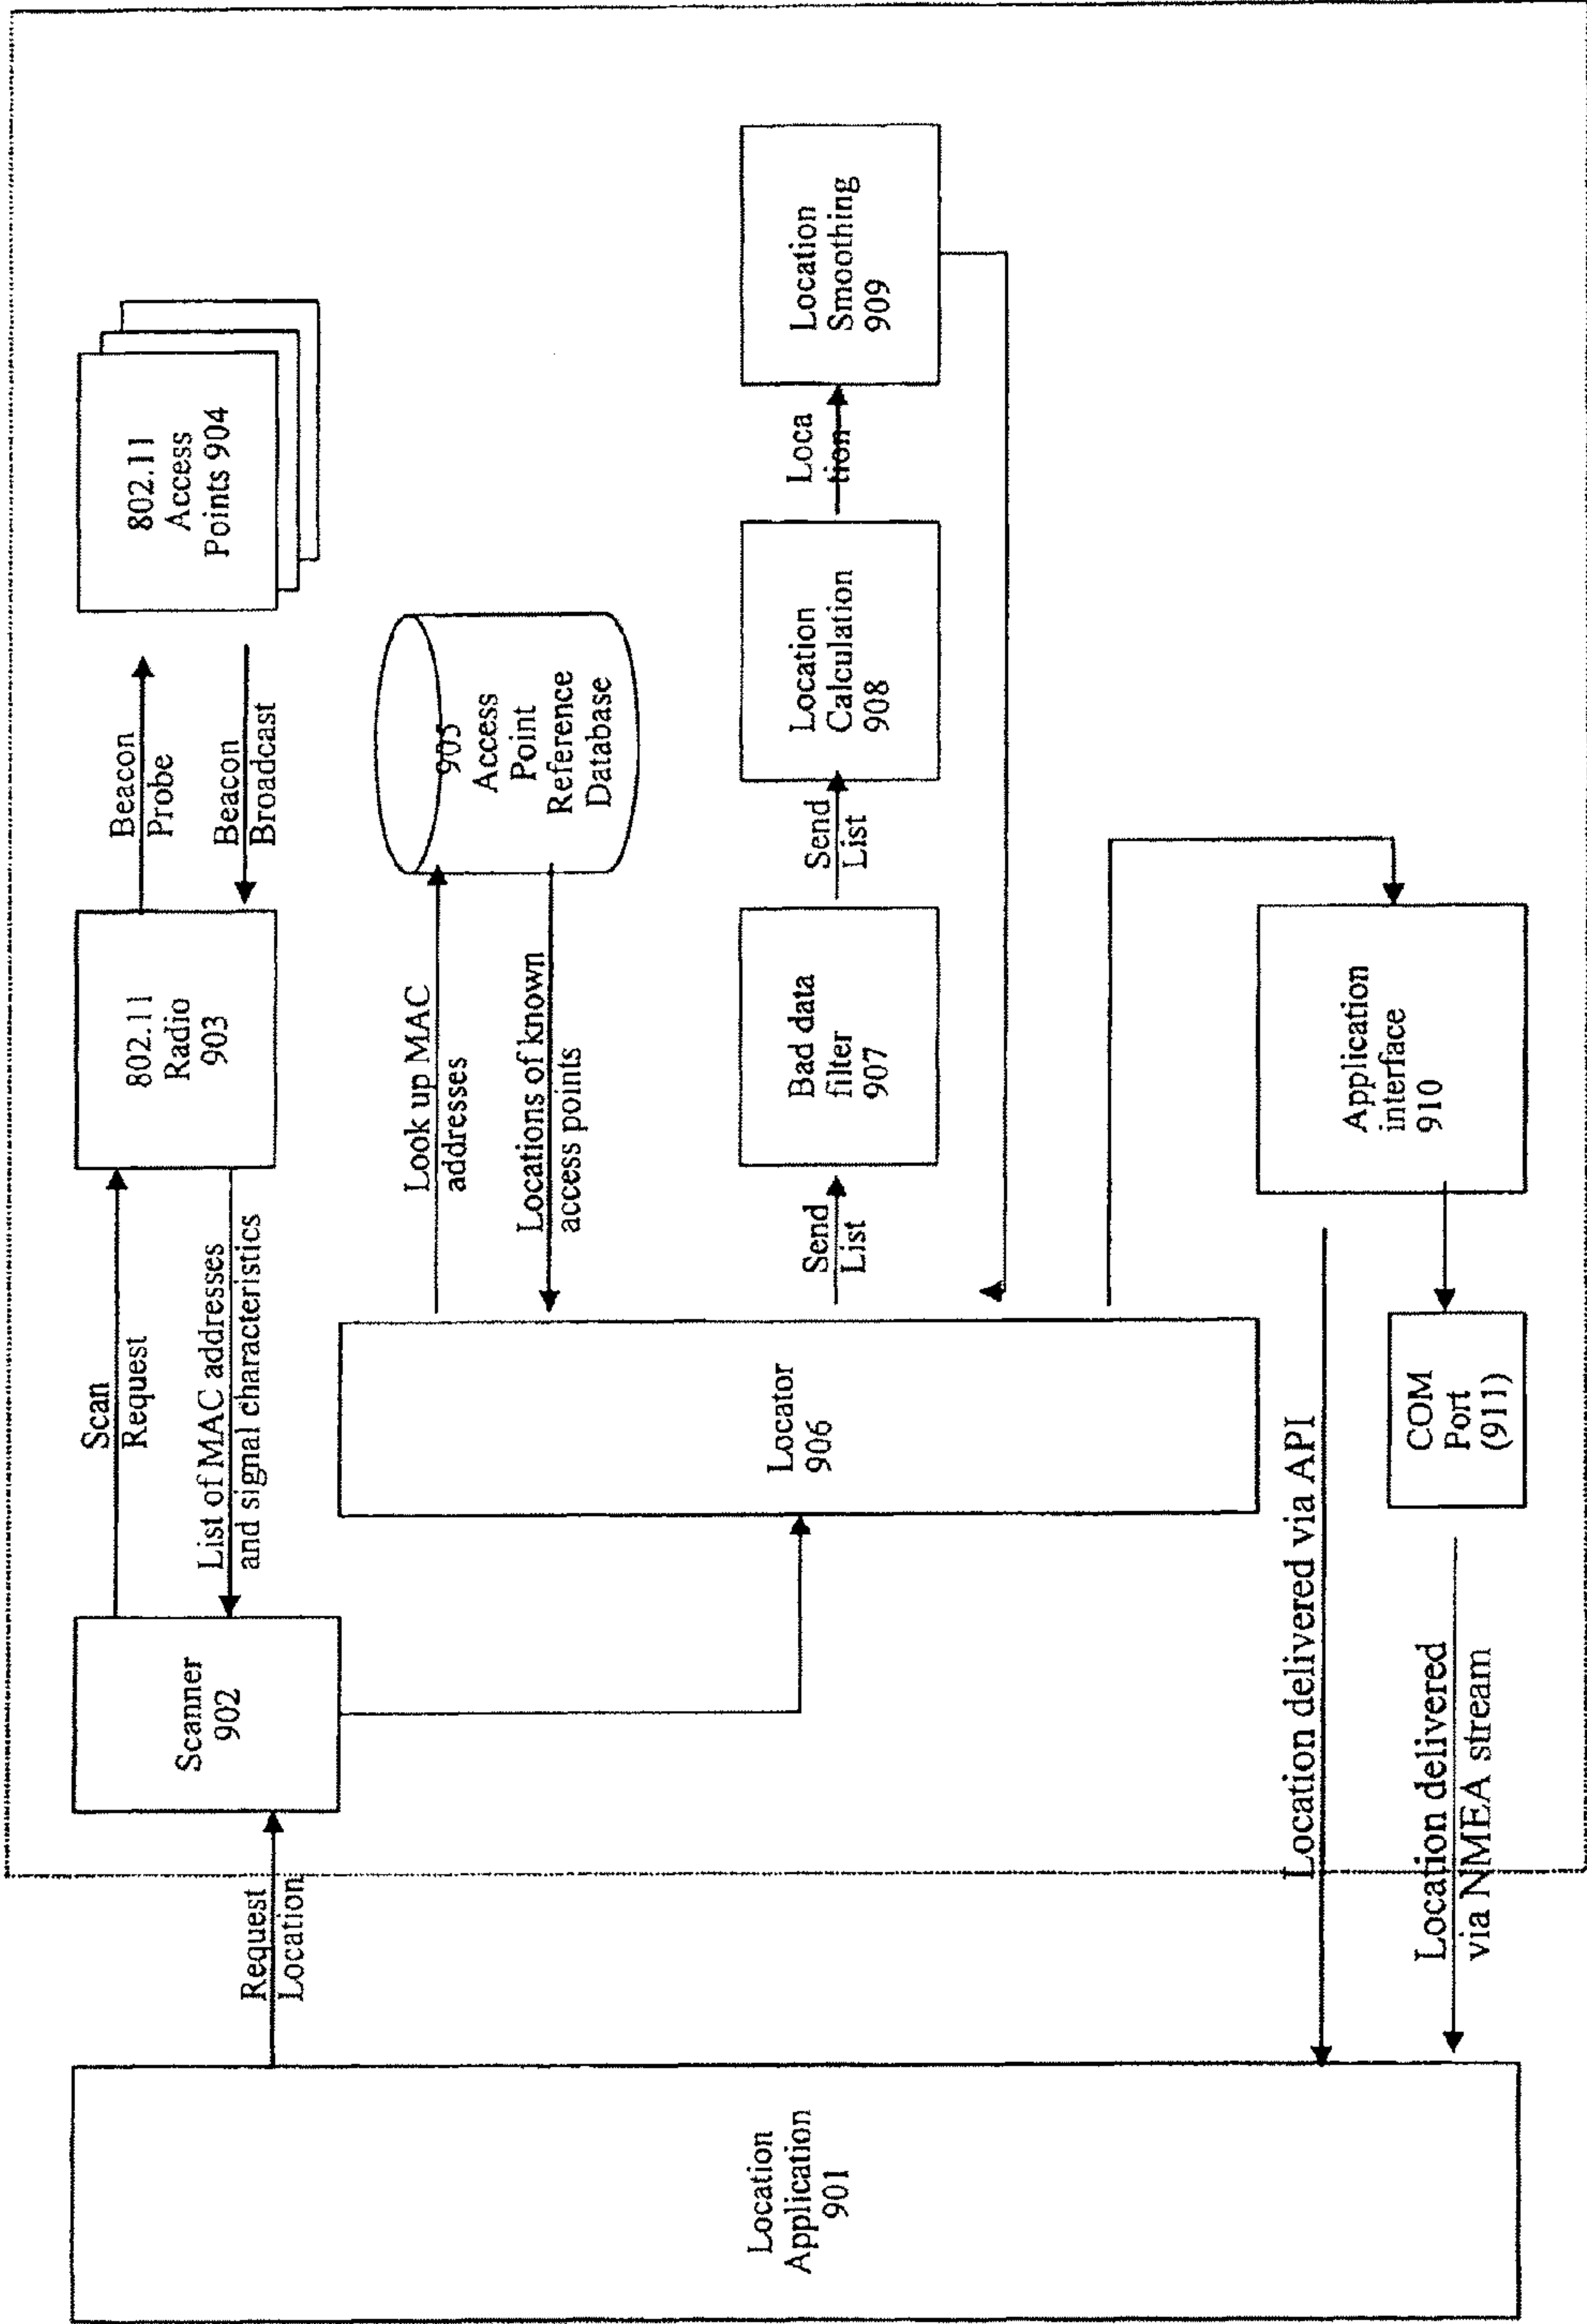 Location
Application
901
Request
Location
Scanner
902
Scan
Request
List of MAC addresses
and signal characteristics
802.11
Radio
903
Beacon
Probe
Beacon
Broadcast
802.11
Access
Points 904
Look up MAC
addresses
Locations of known
access points
905
Access
Point
Reference
Database
Locator
906
Send
List
Bad data
filter
907
Send
List
Location
Calculation
908
Loca
tion
Location
Smoothing
909
Application
interface
910
COM
Port
(911)
Location delivered via API
Location delivered
via NMEA stream